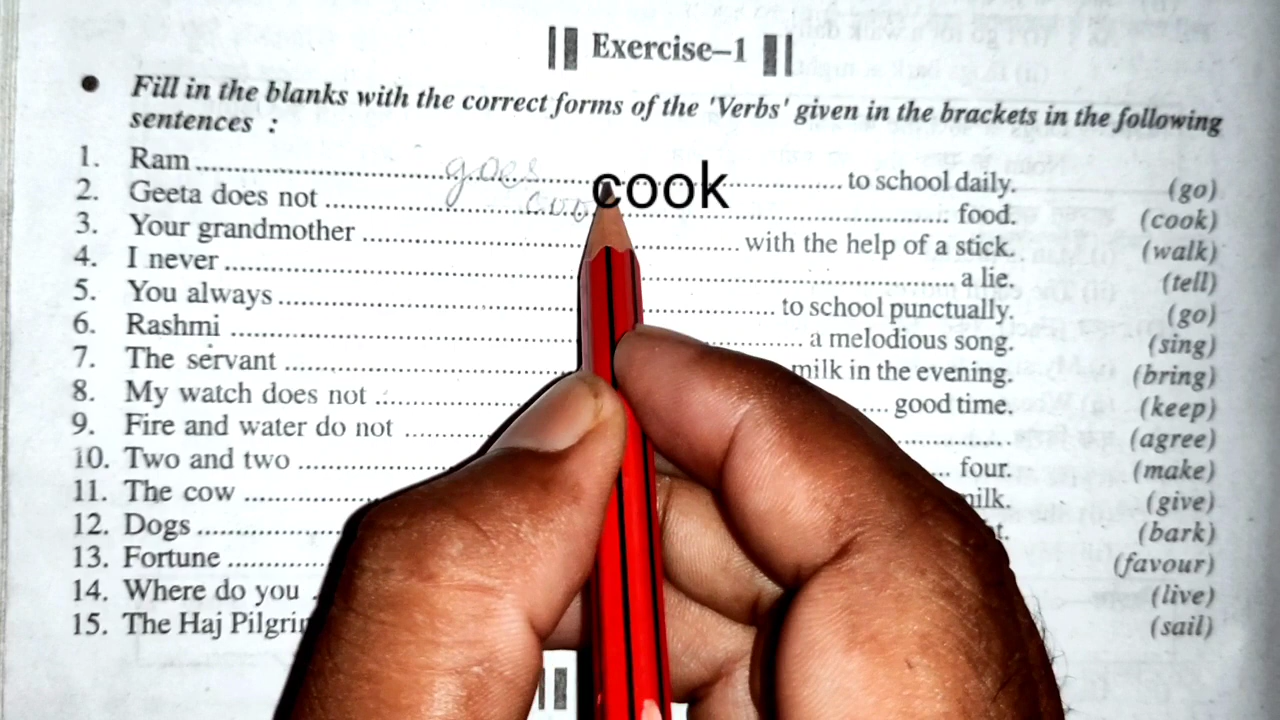 Exercise–1
Fill in the blanks with the correct forms of the 'Verbs' given in the brackets in the following
sentences :
1. Ram ........ goes ........ to school daily. (go)
2. Geeta does not ........ cook ........ food. (cook)
3. Your grandmother ........ with the help of a stick. (walk)
4. I never ........ a lie. (tell)
5. You always ........ to school punctually. (go)
6. Rashmi ........ a melodious song. (sing)
7. The servant ........ milk in the evening. (bring)
8. My watch does not ........ good time. (keep)
9. Fire and water do not ........ (agree)
10. Two and two ........ four. (make)
11. The cow ........ milk. (give)
12. Dogs ........ (bark)
13. Fortune ........ (favour)
14. Where do you ........ (live)
15. The Haj (sail)